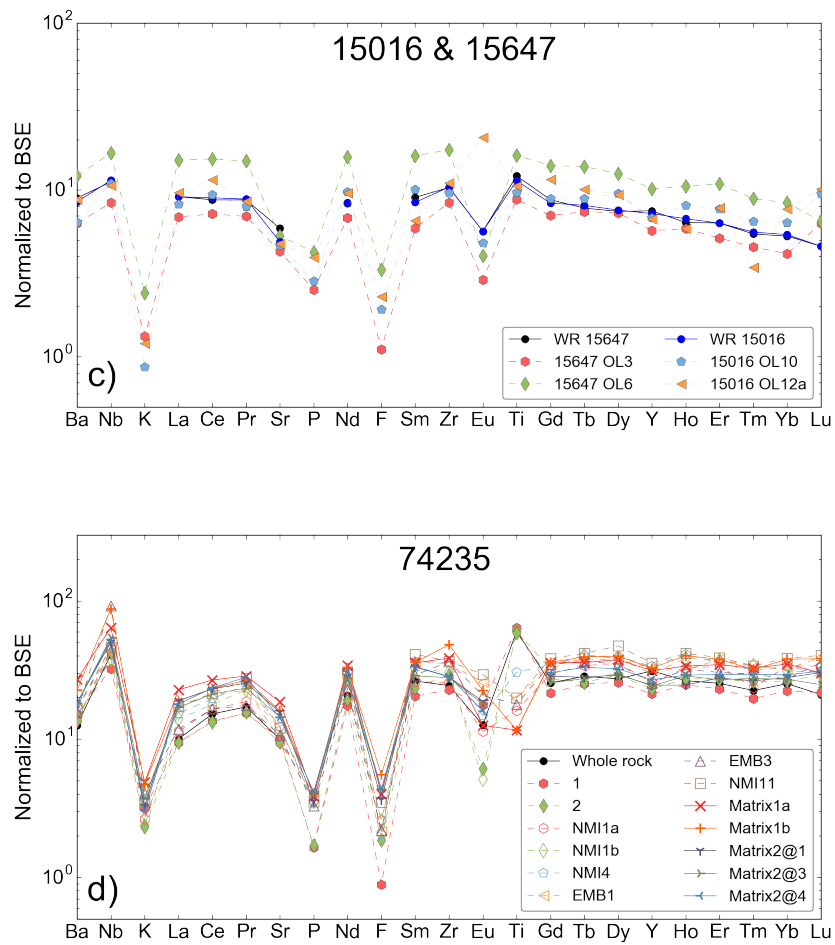 10²
15016 & 15647
Normalized to BSE
10¹
10⁰
WR 15647
WR 15016
15647 OL3
15016 OL10
15647 OL6
15016 OL12a
c)
Ba Nb K La Ce Pr Sr P Nd F Sm Zr Eu Ti Gd Tb Dy Y Ho Er Tm Yb Lu
74235
Normalized to BSE
10²
10¹
10⁰
Whole rock
EMB3
1
NMI11
2
Matrix1a
NMI1a
Matrix1b
NMI1b
Matrix2@1
NMI4
Matrix2@3
EMB1
Matrix2@4
d)
Ba Nb K La Ce Pr Sr P Nd F Sm Zr Eu Ti Gd Tb Dy Y Ho Er Tm Yb Lu